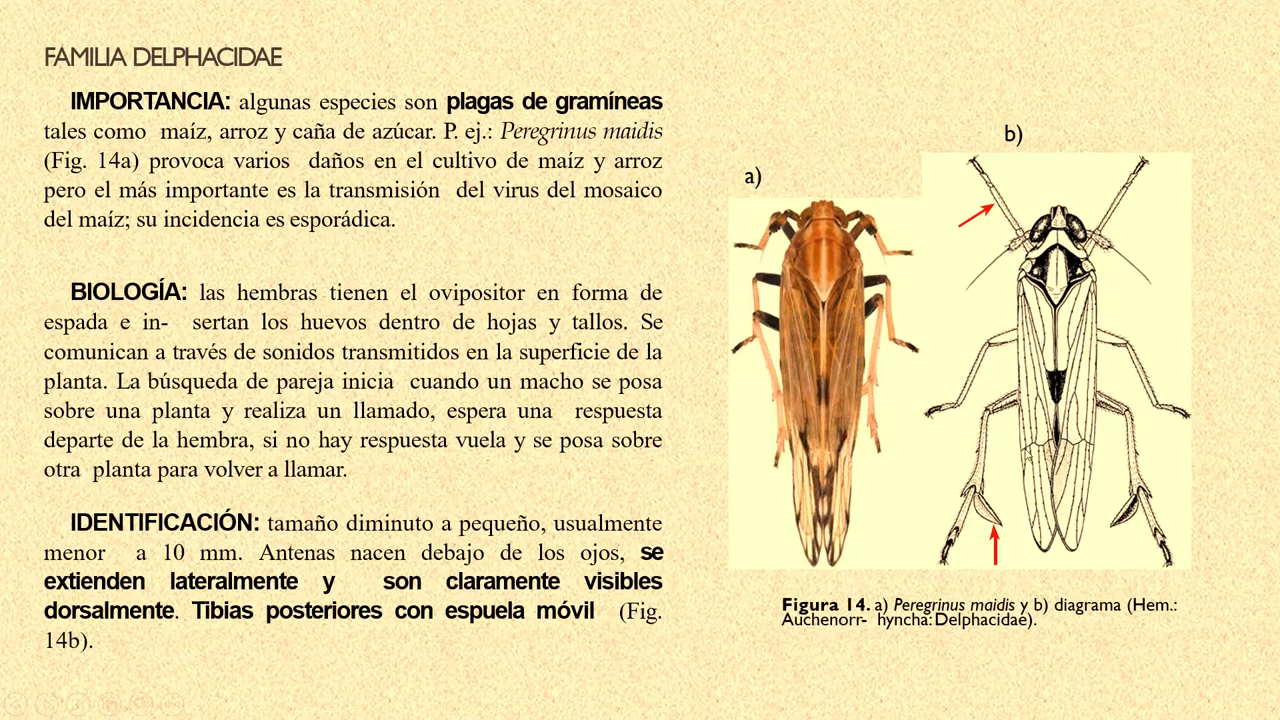 FAMILIA DELPHACIDAE
IMPORTANCIA: algunas especies son plagas de gramíneas
tales como maíz, arroz y caña de azúcar. P. ej.: Peregrinus maidis
(Fig. 14a) provoca varios daños en el cultivo de maíz y arroz
pero el más importante es la transmisión del virus del mosaico
del maíz; su incidencia es esporádica.
BIOLOGÍA: las hembras tienen el ovipositor en forma de
espada e in- sertan los huevos dentro de hojas y tallos. Se
comunican a través de sonidos transmitidos en la superficie de la
planta. La búsqueda de pareja inicia cuando un macho se posa
sobre una planta y realiza un llamado, espera una respuesta
departe de la hembra, si no hay respuesta vuela y se posa sobre
otra planta para volver a llamar.
IDENTIFICACIÓN: tamaño diminuto a pequeño, usualmente
menor a 10 mm. Antenas nacen debajo de los ojos, se
extienden lateralmente y son claramente visibles
dorsalmente. Tibias posteriores con espuela móvil (Fig.
14b).
a)
b)
Figura 14. a) Peregrinus maidis y b) diagrama (Hem.:
Auchenorr- hyncha: Delphacidae).